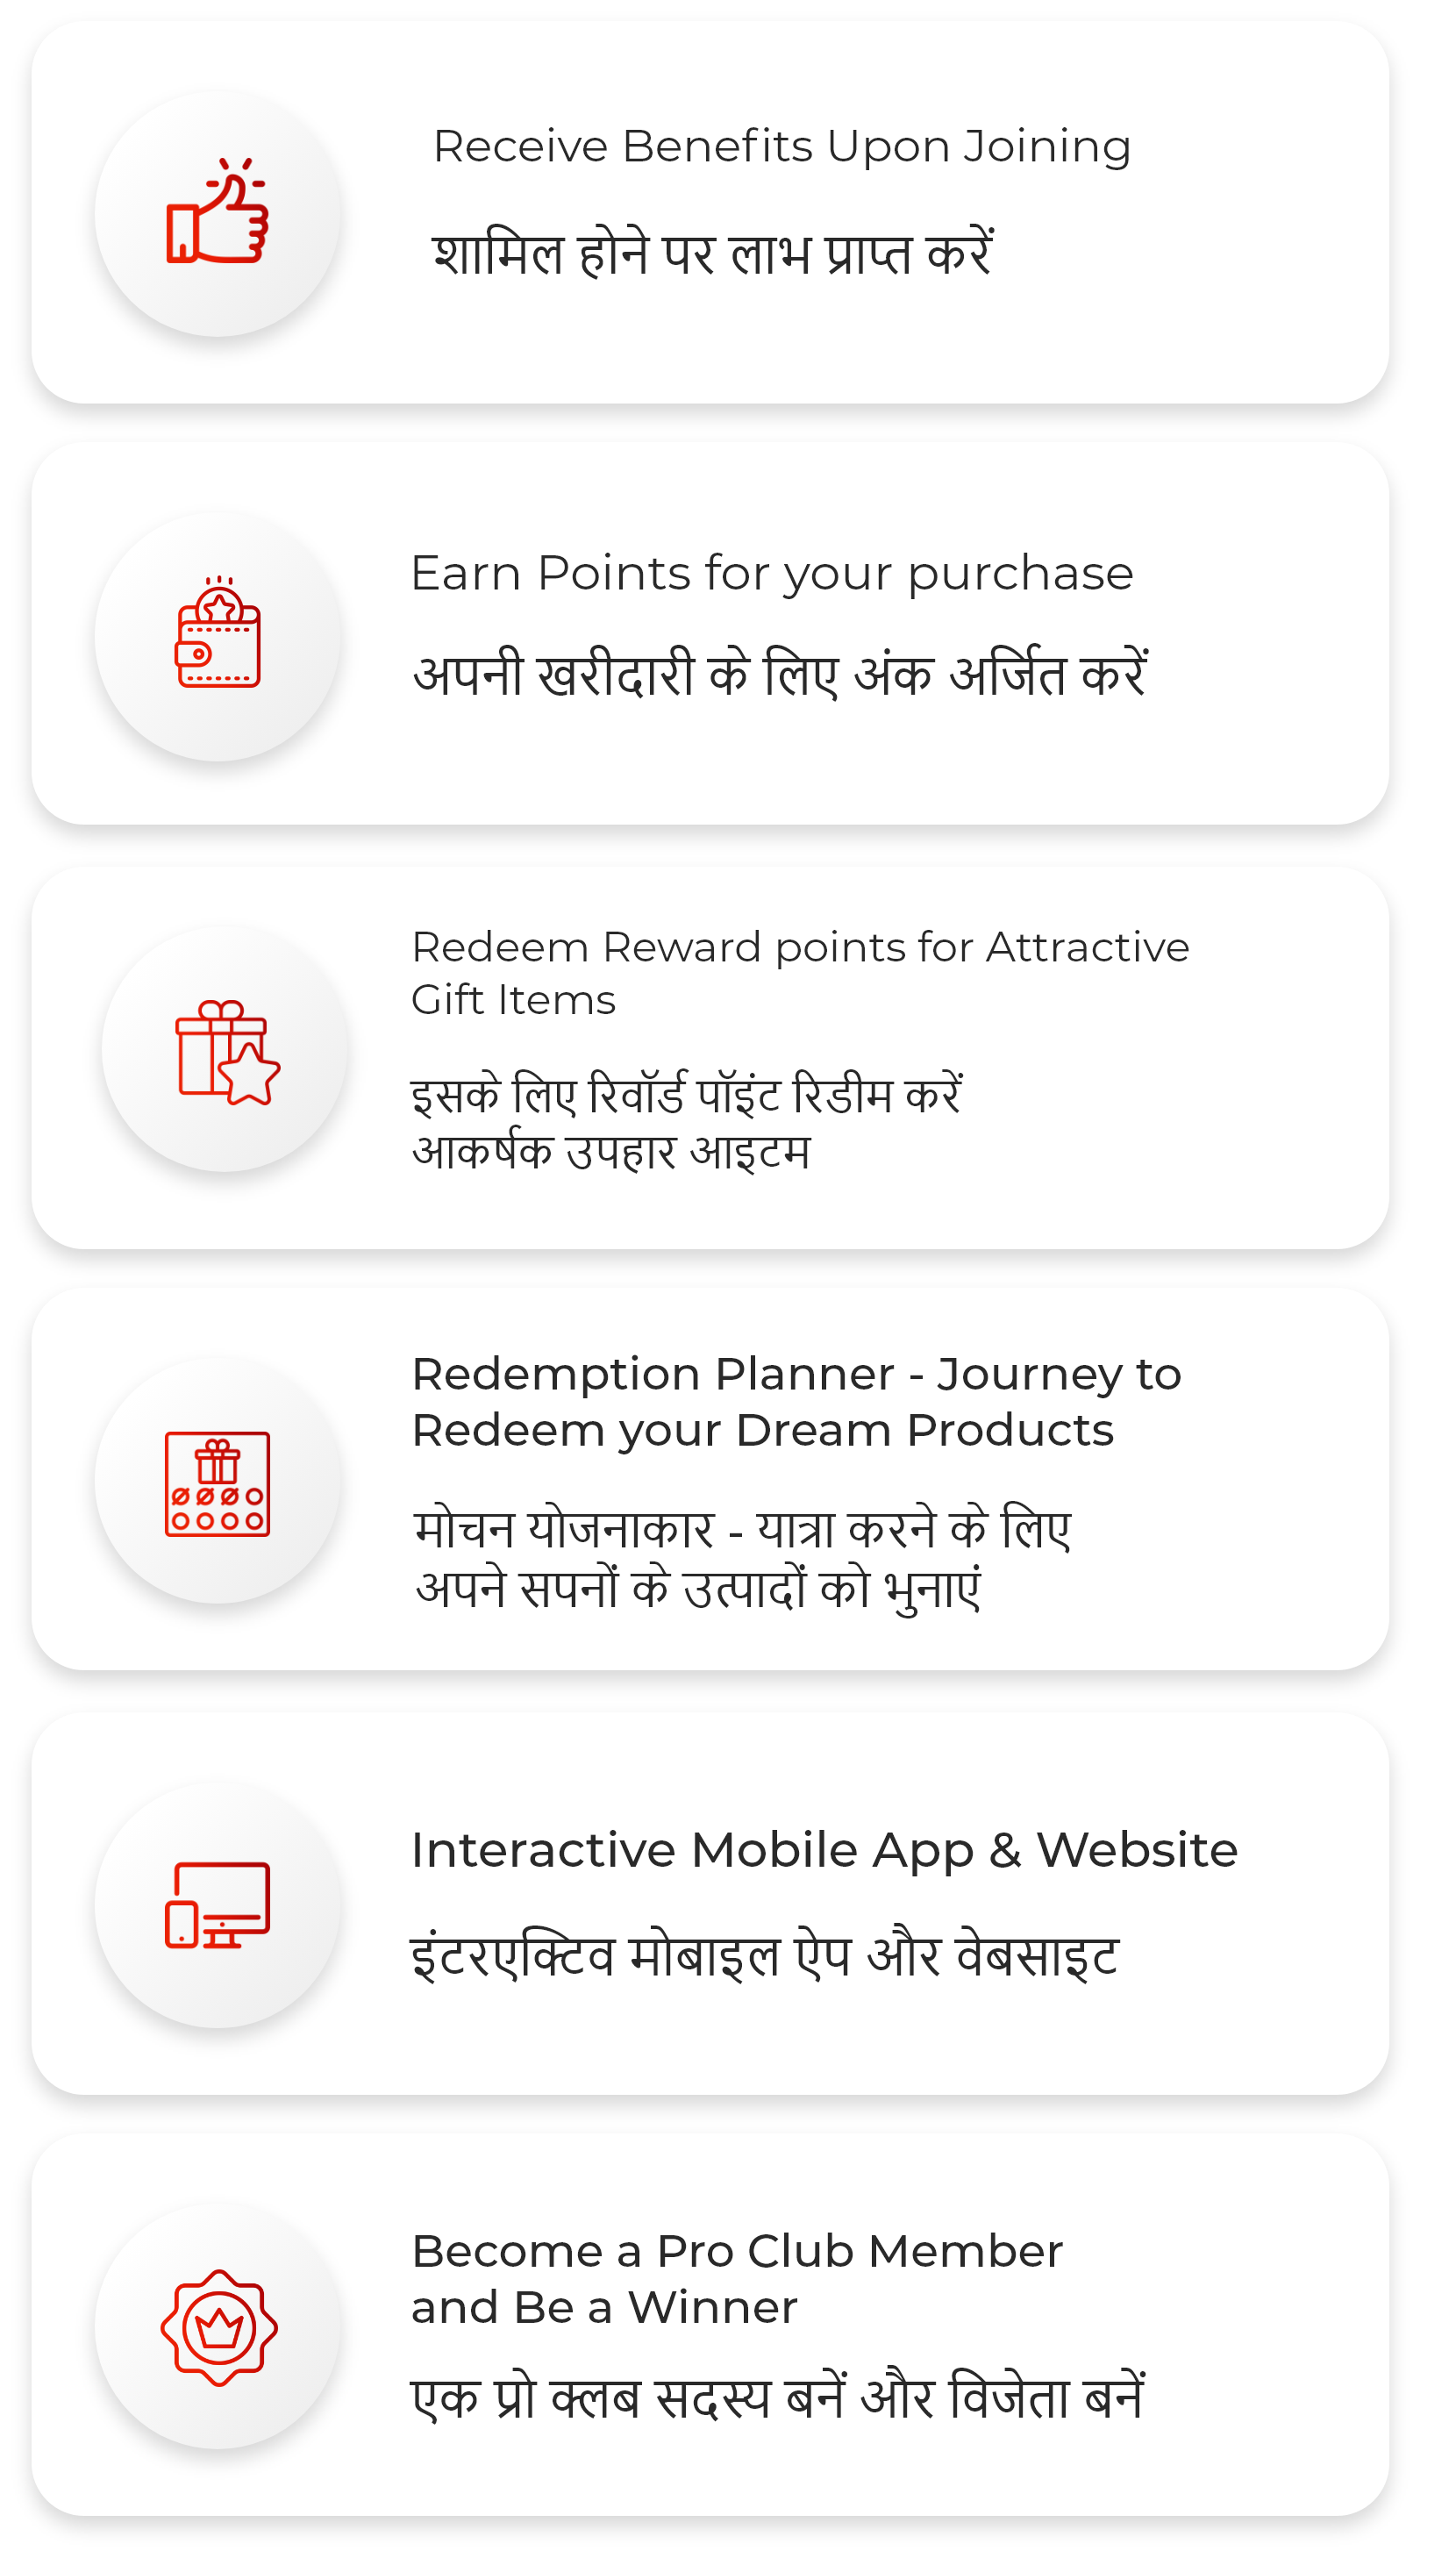 Receive Benefits Upon Joining
शामिल होने पर लाभ प्राप्त करें
Earn Points for your purchase
अपनी खरीदारी के लिए अंक अर्जित करें
Redeem Reward points for Attractive
Gift Items
इसके लिए रिवॉर्ड पॉइंट रिडीम करें
आकर्षक उपहार आइटम
Redemption Planner - Journey to
Redeem your Dream Products
मोचन योजनाकार - यात्रा करने के लिए
अपने सपनों के उत्पादों को भुनाएं
Interactive Mobile App & Website
इंटरएक्टिव मोबाइल ऐप और वेबसाइट
Become a Pro Club Member
and Be a Winner
एक प्रो क्लब सदस्य बनें और विजेता बनें